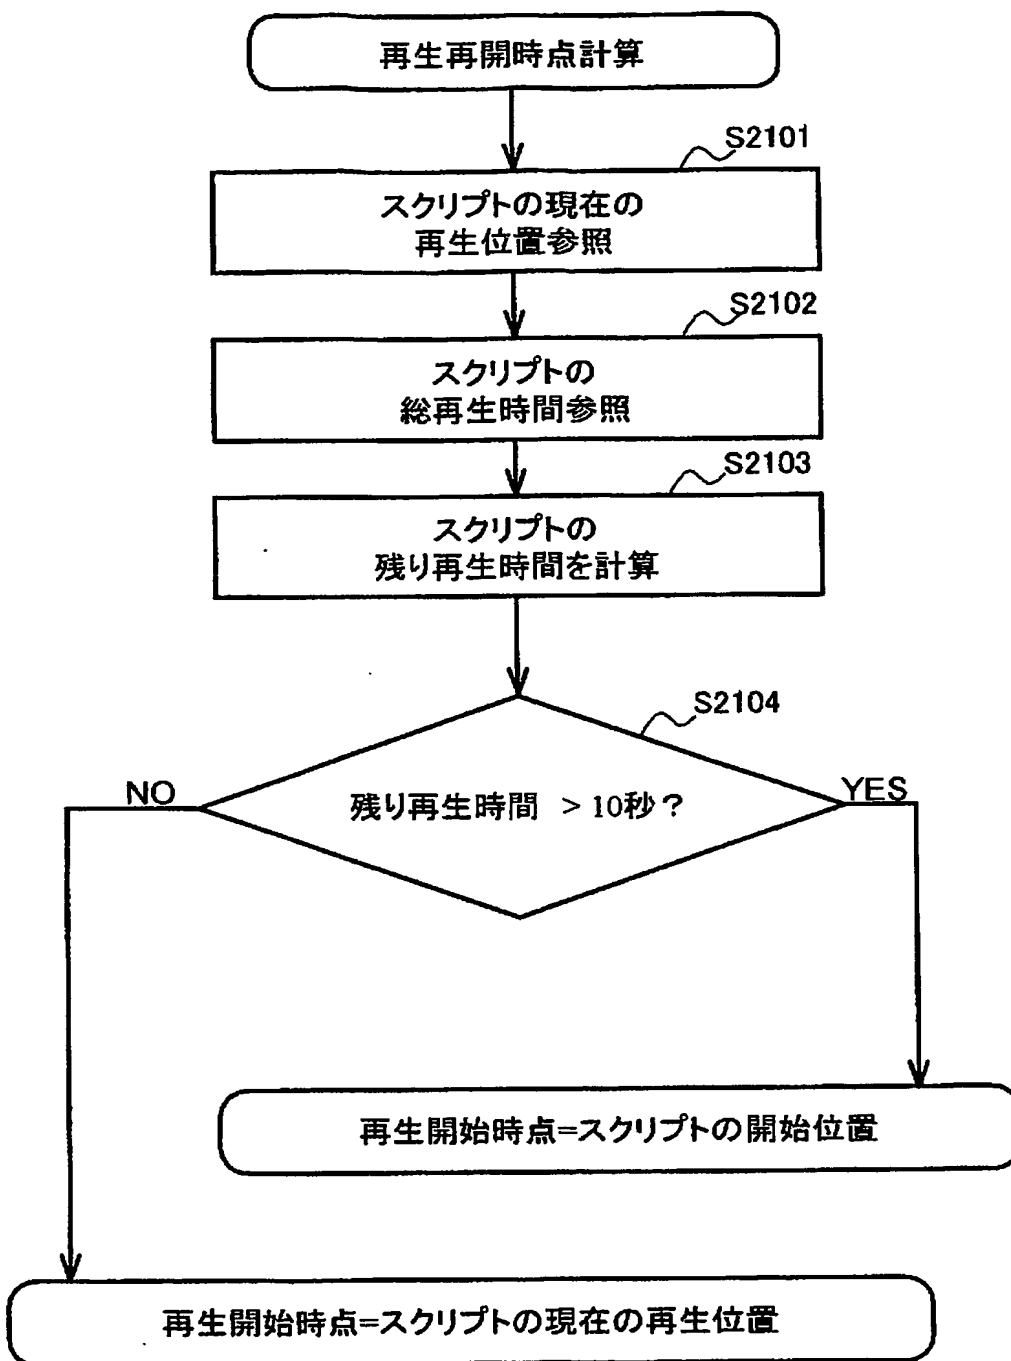 再生再開時点計算
S2101
スクリプトの現在の
再生位置参照
S2102
スクリプトの
総再生時間参照
S2103
スクリプトの
残り再生時間を計算
S2104
NO
残り再生時間 > 10秒?
YES
再生開始時点=スクリプトの開始位置
再生開始時点=スクリプトの現在の再生位置